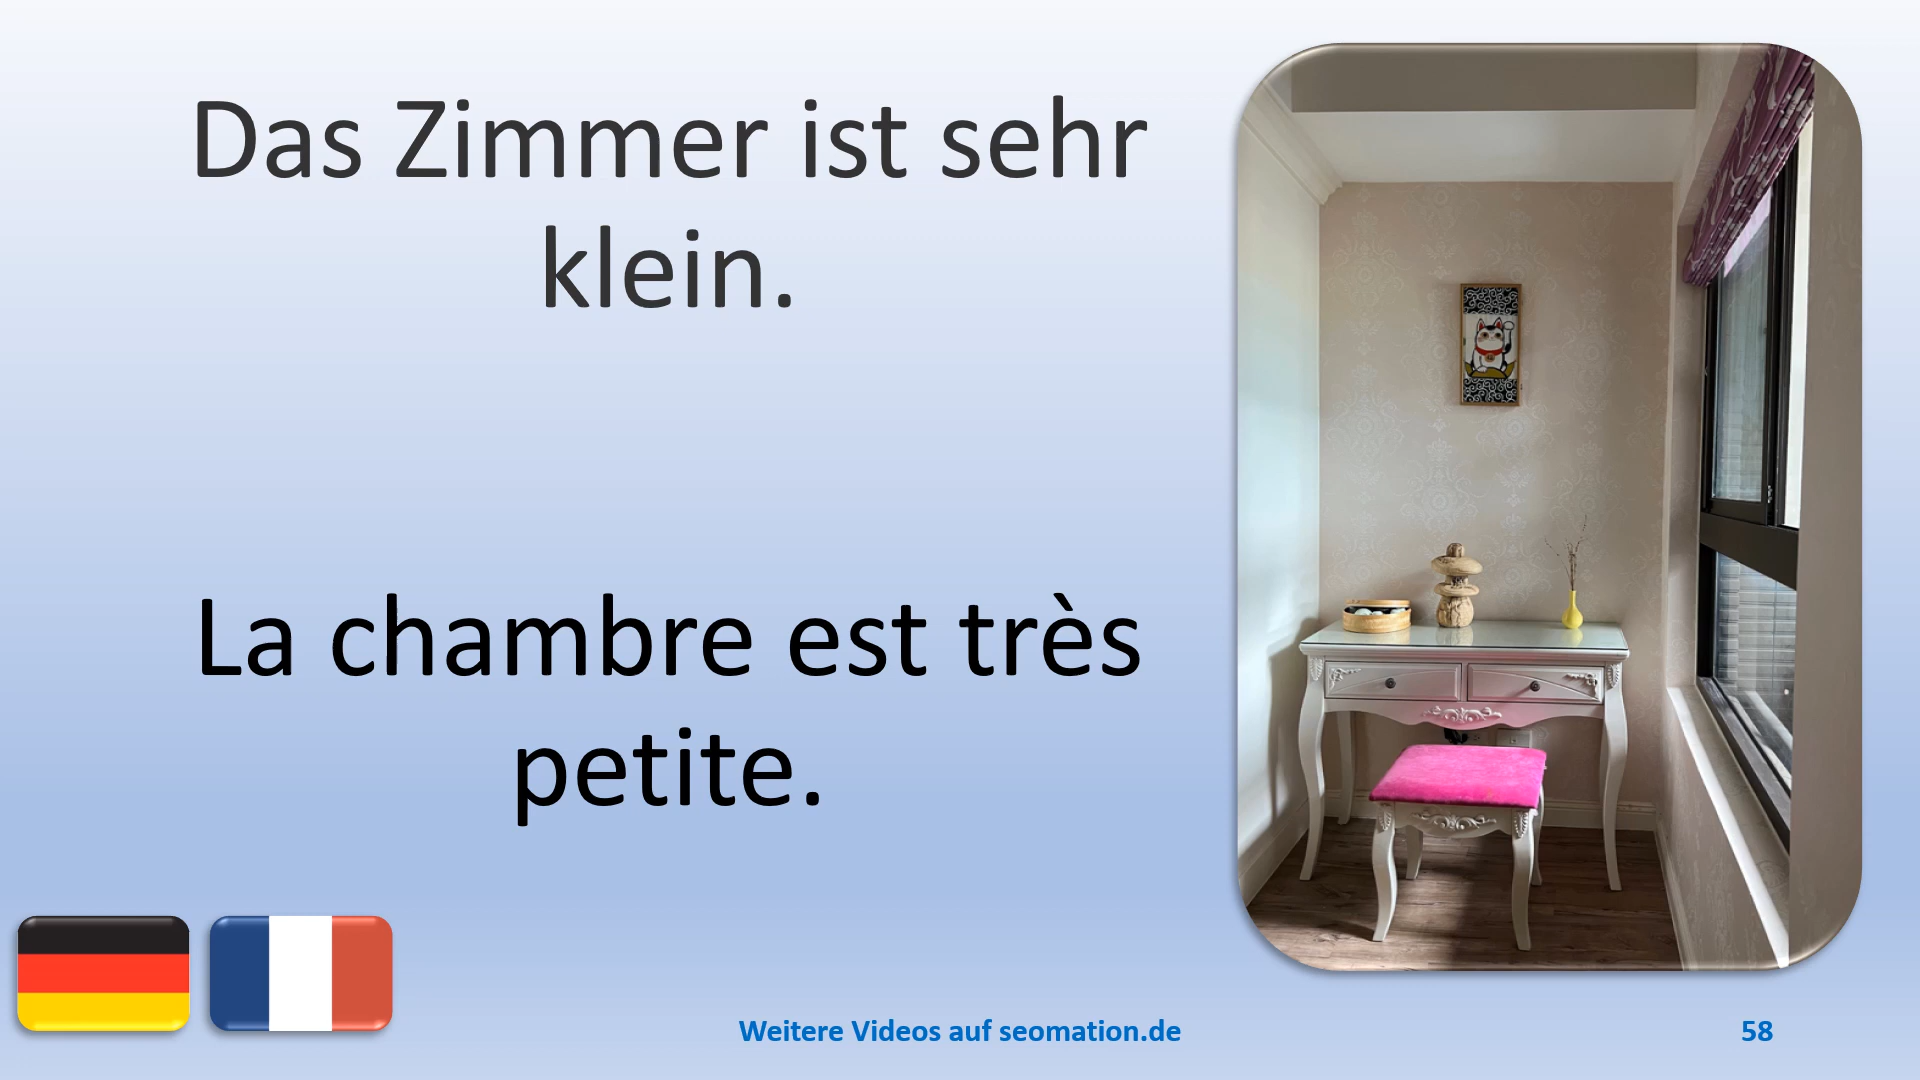 Das Zimmer ist sehr
klein.
La chambre est très
petite.
Weitere Videos auf seomation.de
58